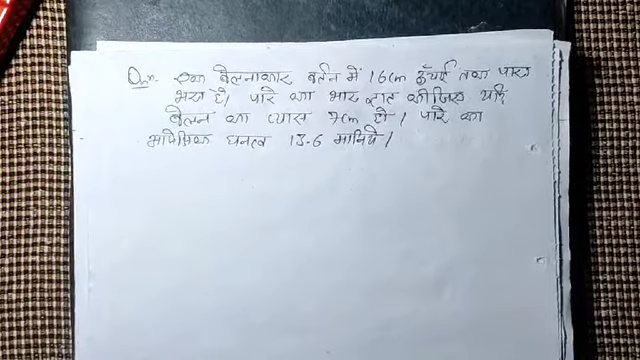 Qn. एक बेलनाकार बर्तन में 16cm ऊँचाई तक पारा
भरा है। पारे का भार ज्ञात कीजिए यदि
बेलन का व्यास 7cm हो। पारे का
आपेक्षिक घनत्व 13.6 मानिये।